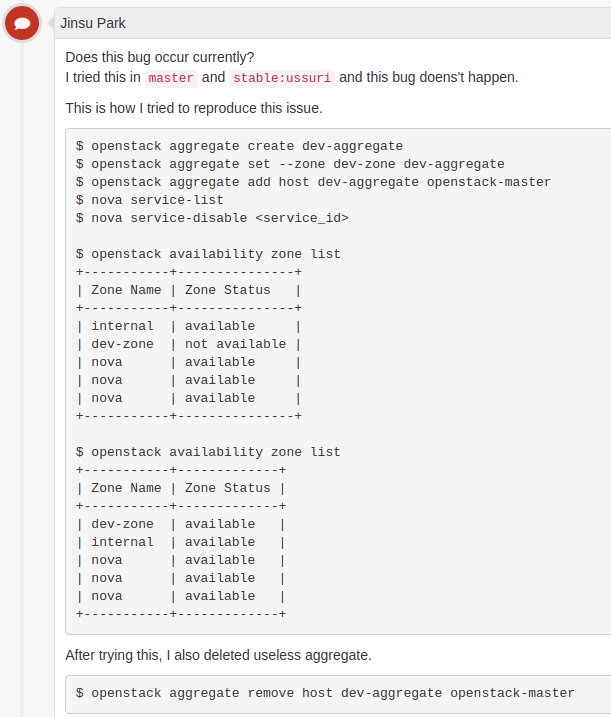 Jinsu Park
Does this bug occur currently?
I tried this in master and stable:ussuri and this bug doens't happen.
This is how I tried to reproduce this issue.
$ openstack aggregate create dev-aggregate
$ openstack aggregate set --zone dev-zone dev-aggregate
$ openstack aggregate add host dev-aggregate openstack-master
$ nova service-list
$ nova service-disable <service_id>
$ openstack availability zone list
+-----------+---------------+
| Zone Name | Zone Status   |
+-----------+---------------+
| internal  | available     |
| dev-zone  | not available |
| nova      | available     |
| nova      | available     |
| nova      | available     |
+-----------+---------------+
$ openstack availability zone list
+-----------+-------------+
| Zone Name | Zone Status |
+-----------+-------------+
| dev-zone  | available   |
| internal  | available   |
| nova      | available   |
| nova      | available   |
| nova      | available   |
+-----------+-------------+
After trying this, I also deleted useless aggregate.
$ openstack aggregate remove host dev-aggregate openstack-master